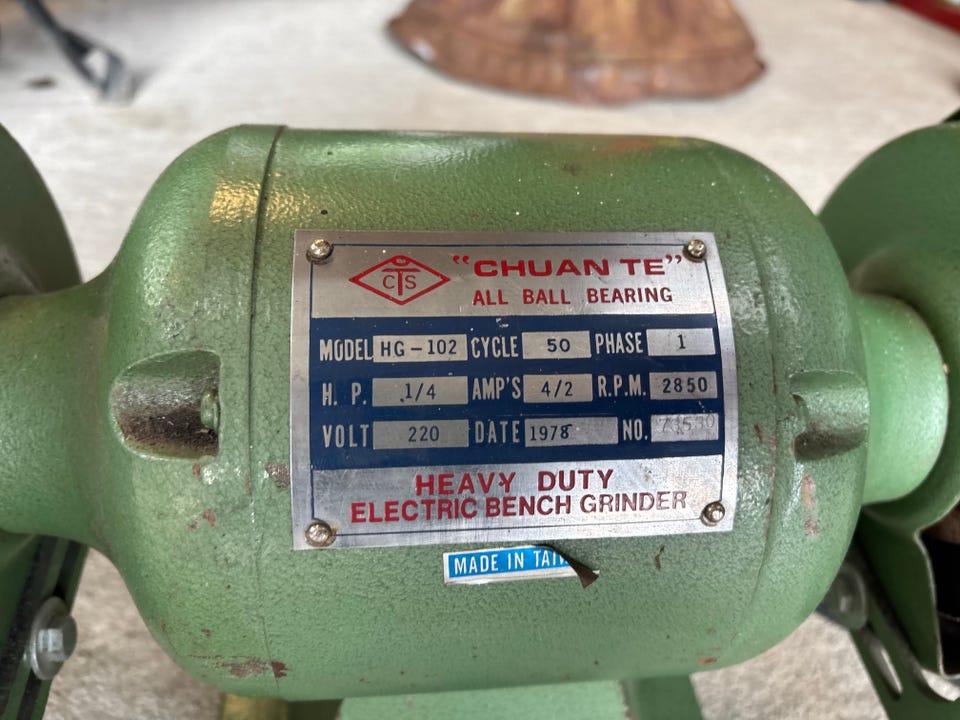 CTS "CHUAN TE"
ALL BALL BEARING
MODEL HG-102 CYCLE 50 PHASE 1
H. P. 1/4 AMP'S 4/2 R.P.M. 2850
VOLT 220 DATE 1978 NO.
HEAVY DUTY
ELECTRIC BENCH GRINDER
MADE IN